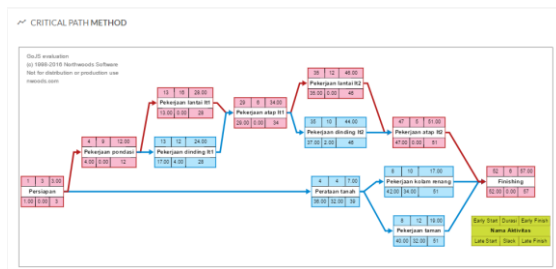 CRITICAL PATH METHOD
GoJS evaluation
(c) 1998-2016 Northwoods Software
Not for distribution or production use
nwoods.com
1 3 3.00
Persiapan
1.00 0.00 3
4 9 12.00
Pekerjaan pondasi
4.00 0.00 12
13 16 28.00
Pekerjaan lantai lt1
13.00 0.00 28
13 12 24.00
Pekerjaan dinding lt1
17.00 4.00 28
29 6 34.00
Pekerjaan atap lt1
29.00 0.00 34
35 12 46.00
Pekerjaan lantai lt2
35.00 0.00 46
35 10 44.00
Pekerjaan dinding lt2
37.00 2.00 46
47 5 51.00
Pekerjaan atap lt2
47.00 0.00 51
4 4 7.00
Perataan tanah
36.00 32.00 39
8 10 17.00
Pekerjaan kolam renang
42.00 34.00 51
8 12 19.00
Pekerjaan taman
40.00 32.00 51
52 6 57.00
Finishing
52.00 0.00 57
Early Start Durasi Early Finish
Nama Aktivitas
Late Start Slack Late Finish